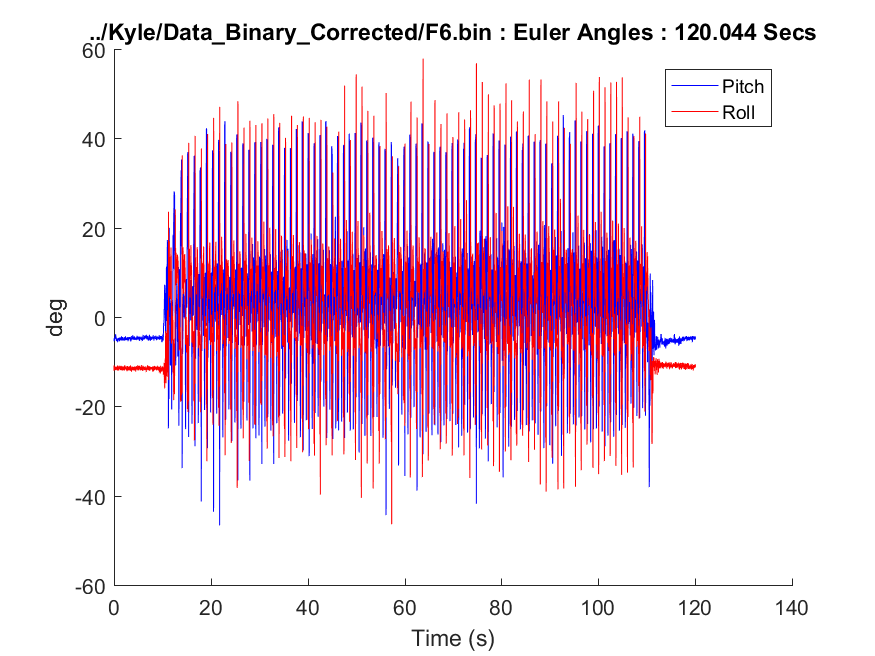 ../Kyle/Data_Binary_Corrected/F6.bin : Euler Angles : 120.044 Secs
60
40
20
0
-20
-40
-60
deg
0 20 40 60 80 100 120 140
Time (s)
Pitch
Roll